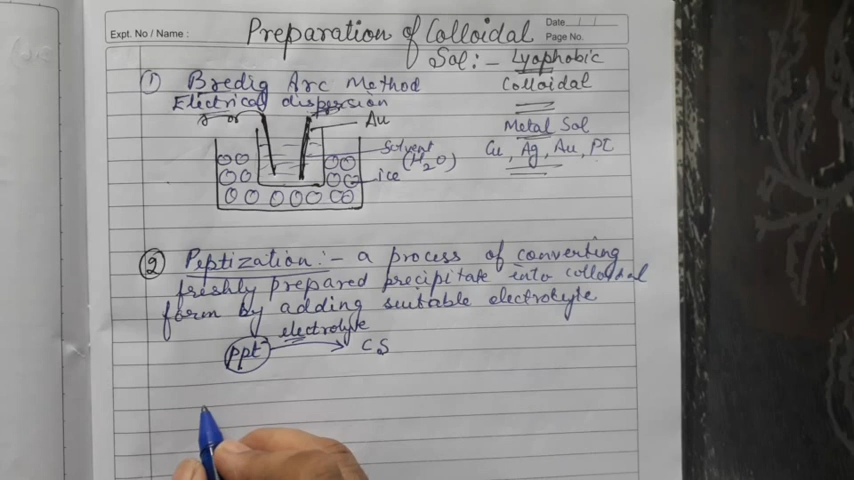 Expt. No / Name :
Preparation of Colloidal
Date / /
Page No.
Sol:- Lyophobic
① Bredig Arc Method
Colloidal
Electrical dispersion
Au
Metal Sol
Cu, Ag, Au, Pt
Solvent
(H2O)
ice
② Peptization:- a process of converting
freshly prepared precipitate into colloidal
form by adding suitable electrolyte
electrolyte
ppt → CS